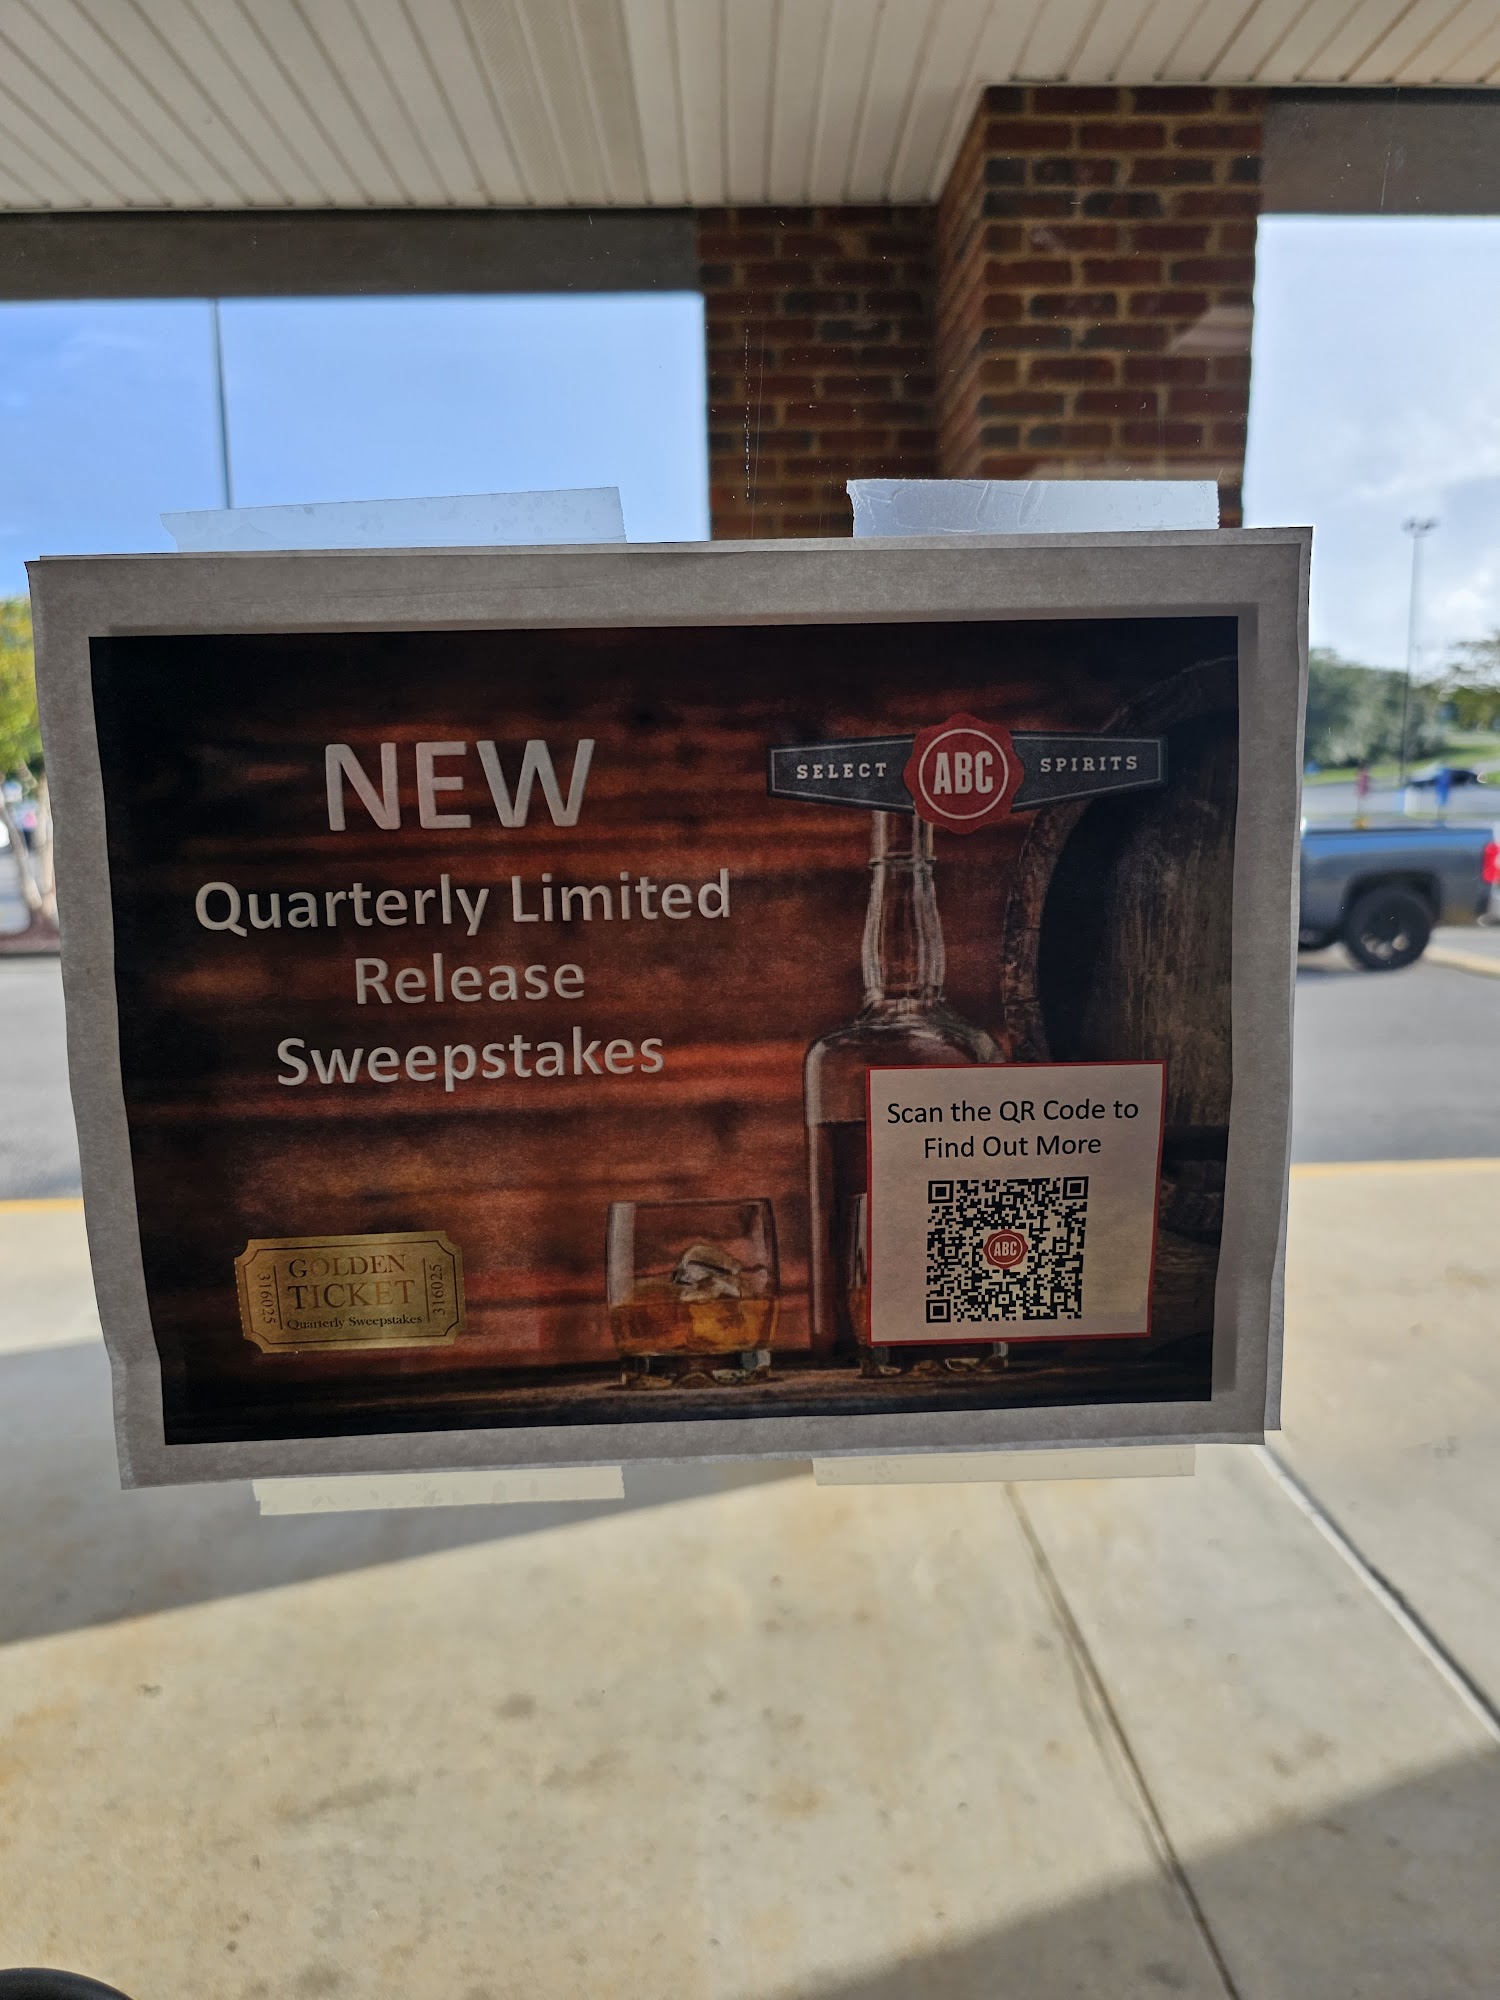 NEW
Quarterly Limited
Release
Sweepstakes
SELECT ABC SPIRITS
Scan the QR Code to
Find Out More
ABC
GOLDEN
TICKET
Quarterly Sweepstakes
316025
316025